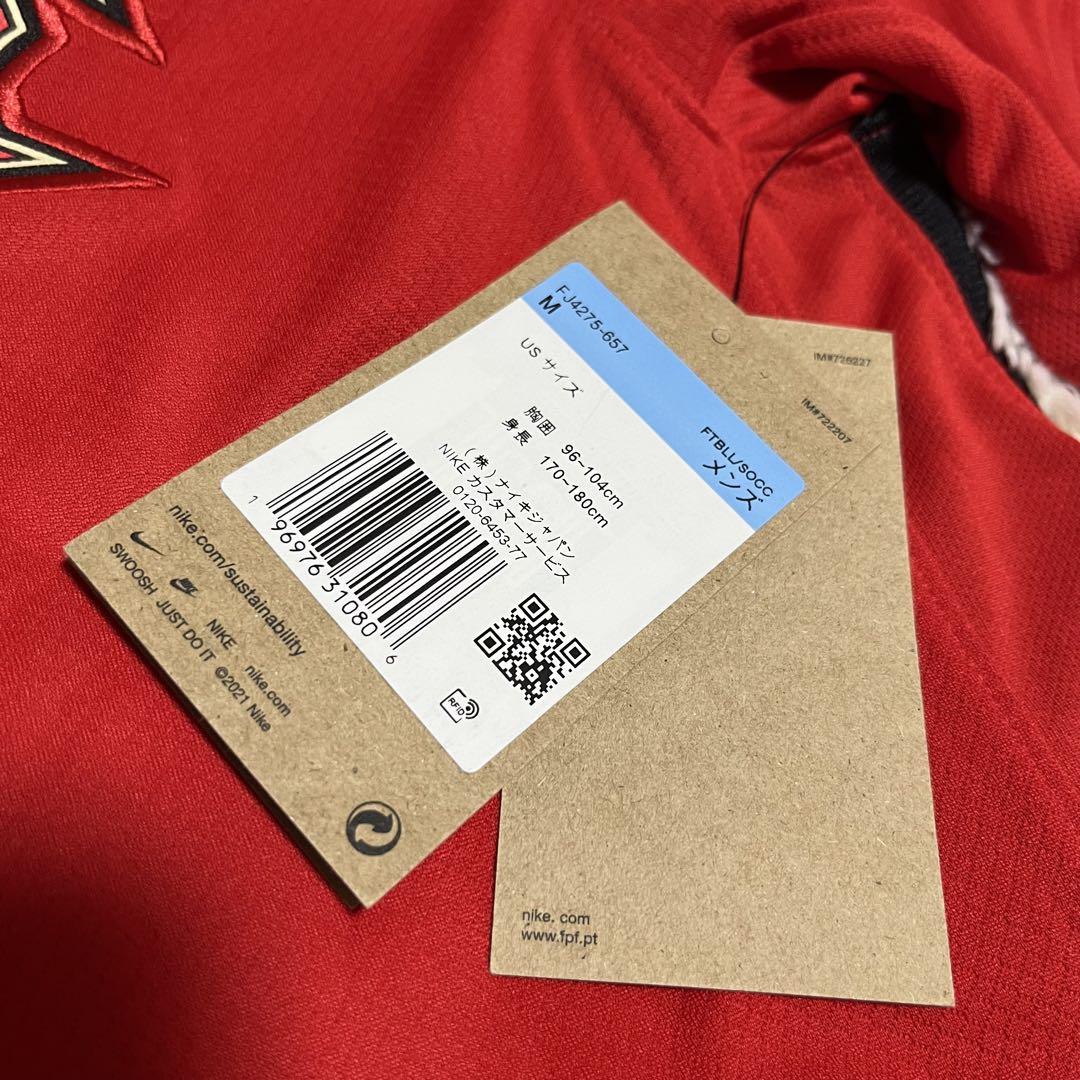 FJ4275-657
M
FTBLL/SOCC
メンズ
US サイズ
胸囲 96~104cm
身長 170~180cm
(株)ナイキジャパン
NIKE カスタマーサービス
0120-6453-77
1 96976 31080 6
RFID
nike.com/sustainability
NIKE nike.com
SWOOSH JUST DO IT ©2021 Nike
IM#726227
IM#722207
nike.com
www.fpf.pt